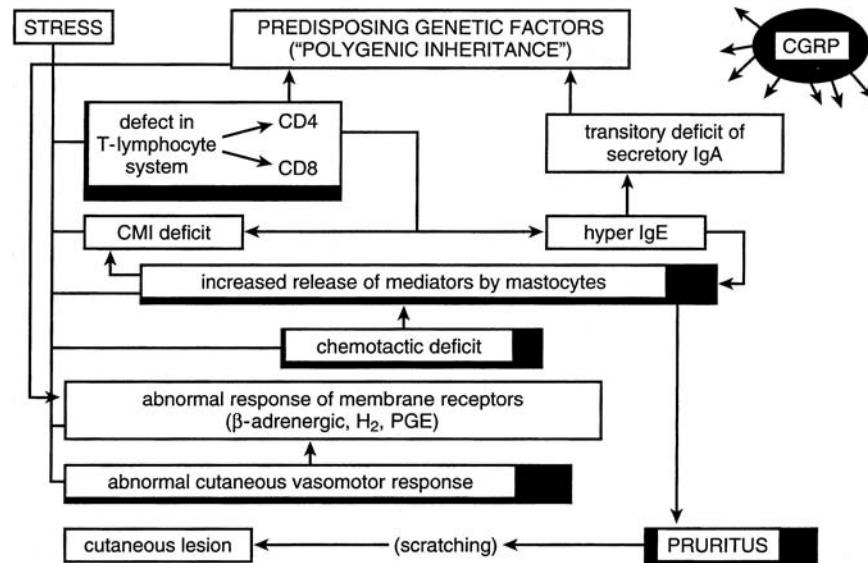 STRESS
PREDISPOSING GENETIC FACTORS
(“POLYGENIC INHERITANCE”)
CGRP
defect in
T-lymphocyte
system
CD4
CD8
transitory deficit of
secretory IgA
CMI deficit
hyper IgE
increased release of mediators by mastocytes
chemotactic deficit
abnormal response of membrane receptors
(β-adrenergic, H₂, PGE)
abnormal cutaneous vasomotor response
cutaneous lesion
(scratching)
PRURITUS